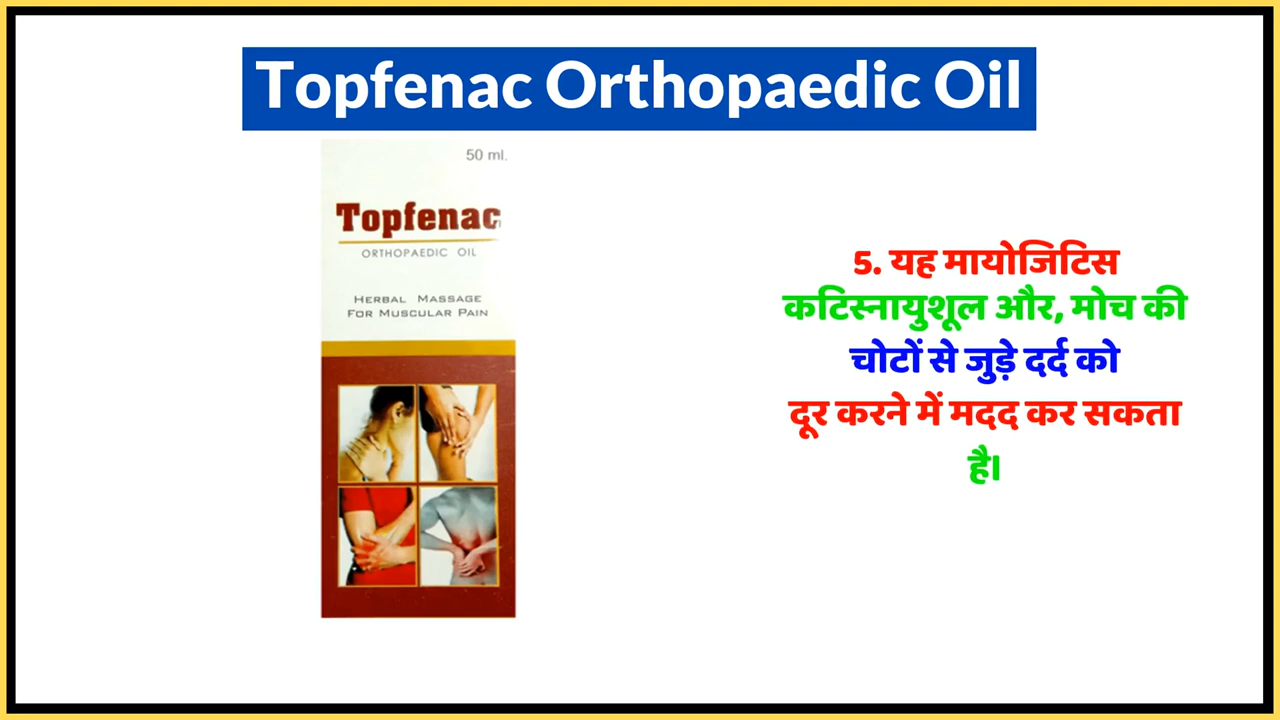 Topfenac Orthopaedic Oil
50 ml.
Topfenac
ORTHOPAEDIC OIL
HERBAL MASSAGE
FOR MUSCULAR PAIN
5. यह मायोजिटिस
कटिस्नायुशूल और, मोच की
चोटों से जुड़े दर्द को
दूर करने में मदद कर सकता
है।